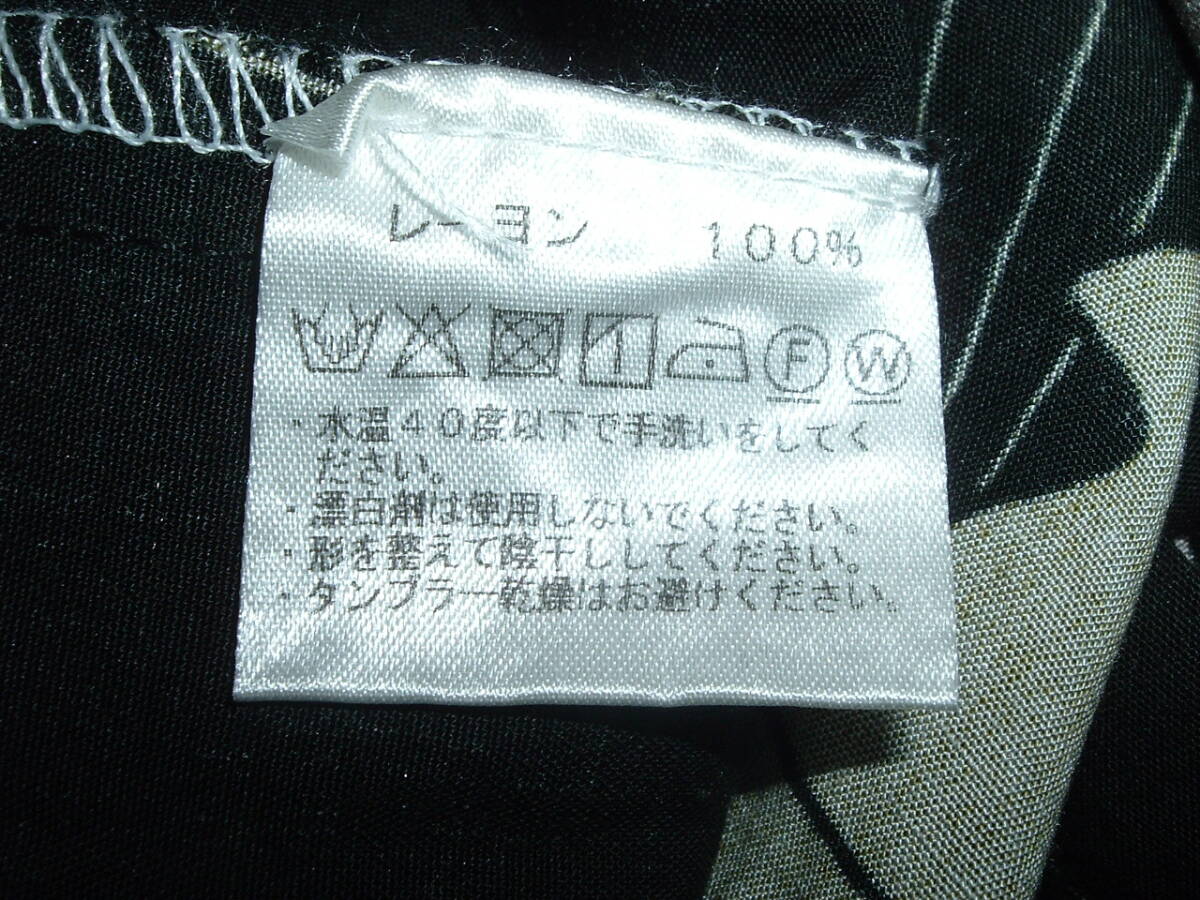 レーヨン 100%
F W
・水温40度以下で手洗いをしてく
ださい。
・漂白剤は使用しないでください。
・形を整えて陰干ししてください。
・タンブラー乾燥はお避けください。